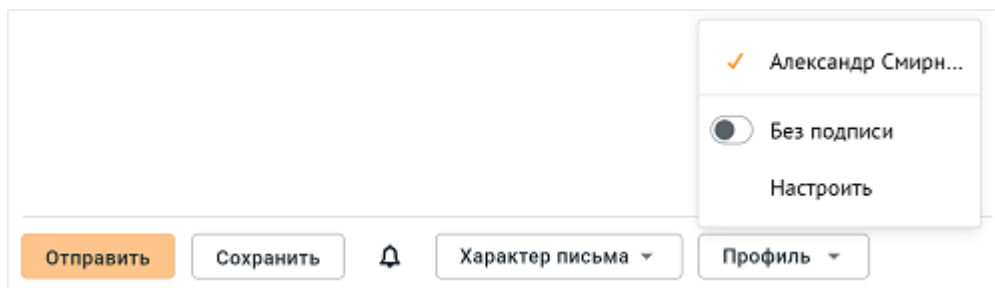 Александр Смирн...
Без подписи
Настроить
Отправить
Сохранить
Характер письма
Профиль